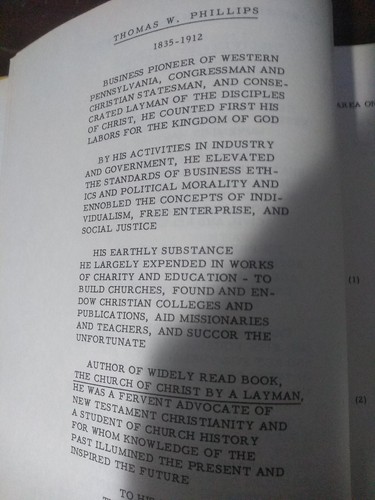 THOMAS W. PHILLIPS
1835-1912
BUSINESS PIONEER OF WESTERN
PENNSYLVANIA, CONGRESSMAN AND
CHRISTIAN STATESMAN, AND CONSE-
CRATED LAYMAN OF THE DISCIPLES
OF CHRIST, HE COUNTED FIRST HIS
LABORS FOR THE KINGDOM OF GOD
BY HIS ACTIVITIES IN INDUSTRY
AND GOVERNMENT, HE ELEVATED
THE STANDARDS OF BUSINESS ETH-
ICS AND POLITICAL MORALITY AND
ENNOBLED THE CONCEPTS OF INDI-
VIDUALISM, FREE ENTERPRISE, AND
SOCIAL JUSTICE
HIS EARTHLY SUBSTANCE
HE LARGELY EXPENDED IN WORKS
OF CHARITY AND EDUCATION - TO
BUILD CHURCHES, FOUND AND EN-
DOW CHRISTIAN COLLEGES AND
PUBLICATIONS, AID MISSIONARIES
AND TEACHERS, AND SUCCOR THE
UNFORTUNATE
AUTHOR OF WIDELY READ BOOK,
THE CHURCH OF CHRIST BY A LAYMAN,
HE WAS A FERVENT ADVOCATE OF
NEW TESTAMENT CHRISTIANITY AND
A STUDENT OF CHURCH HISTORY
FOR WHOM KNOWLEDGE OF THE
PAST ILLUMINED THE PRESENT AND
INSPIRED THE FUTURE
TO
AREA
(1)
(2)